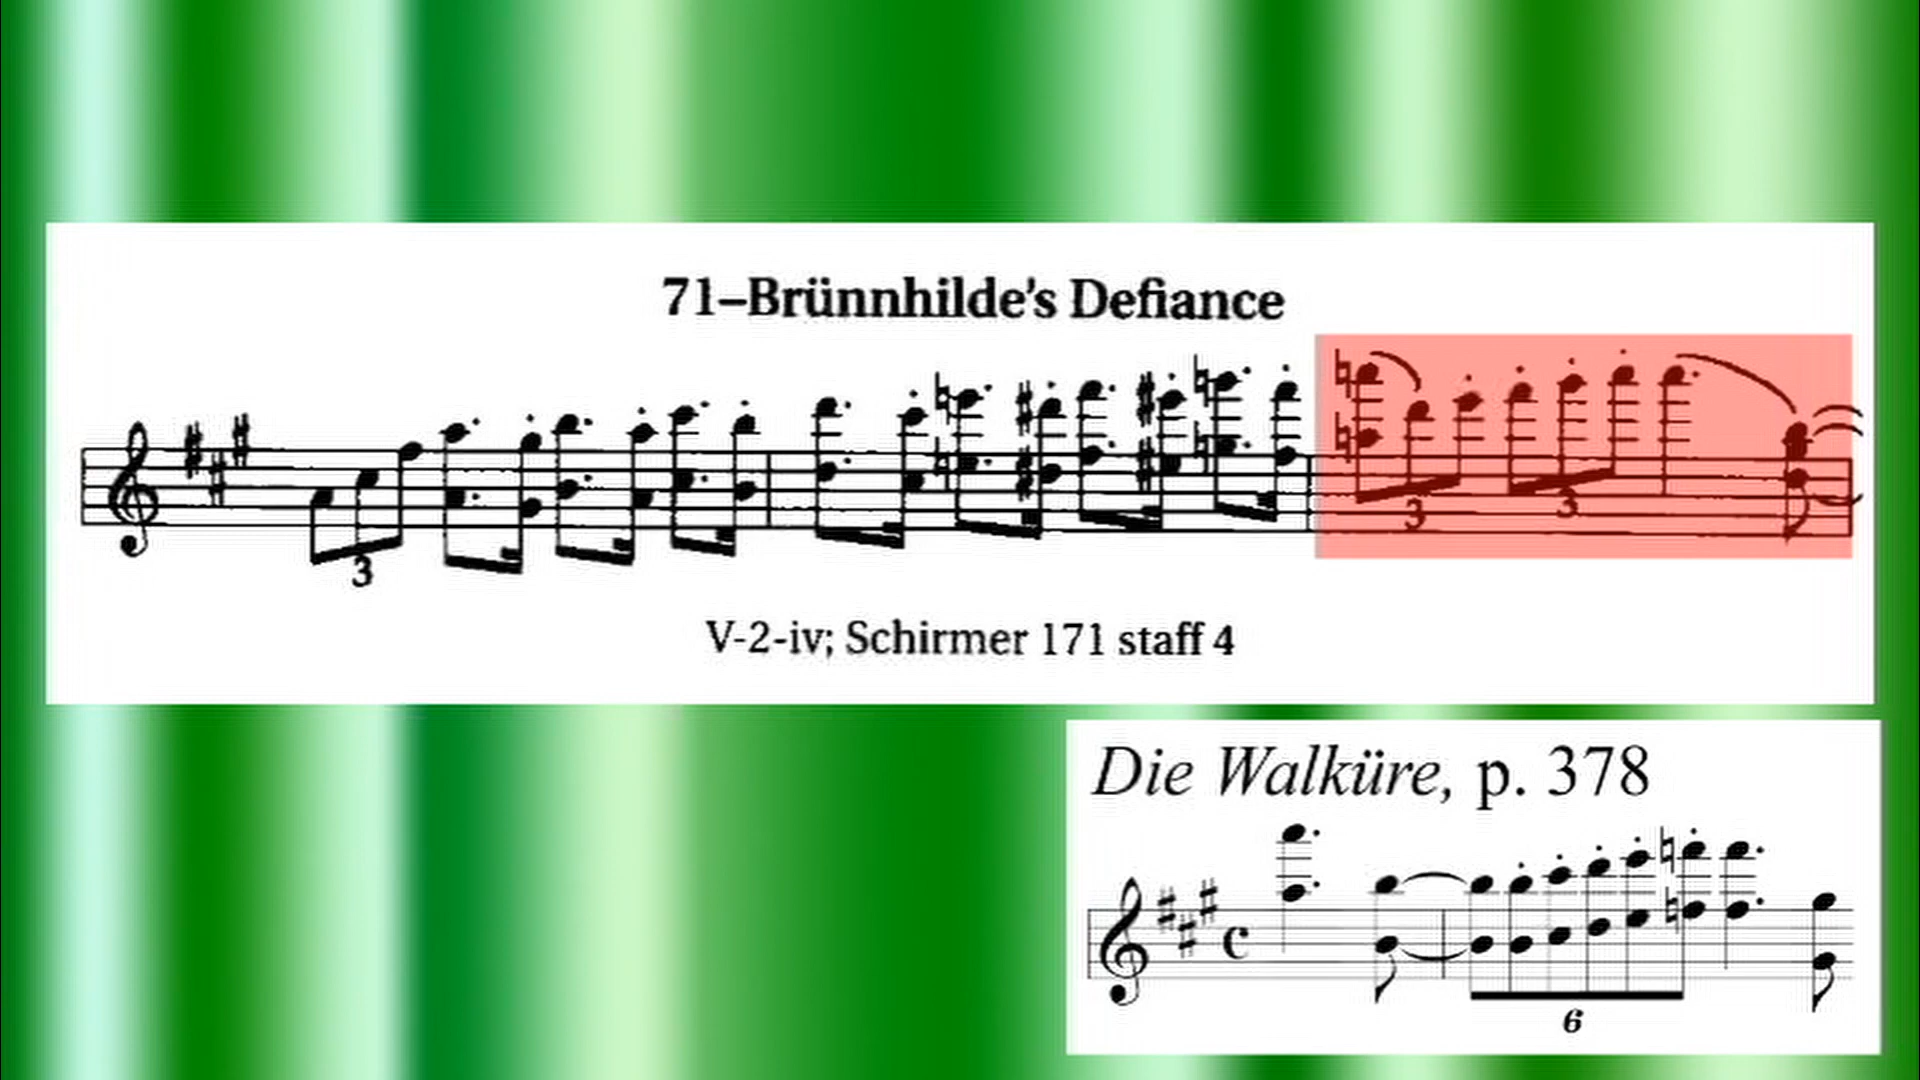 71–Brünnhilde's Defiance
3
3
3
V-2-iv; Schirmer 171 staff 4
Die Walküre, p. 378
6